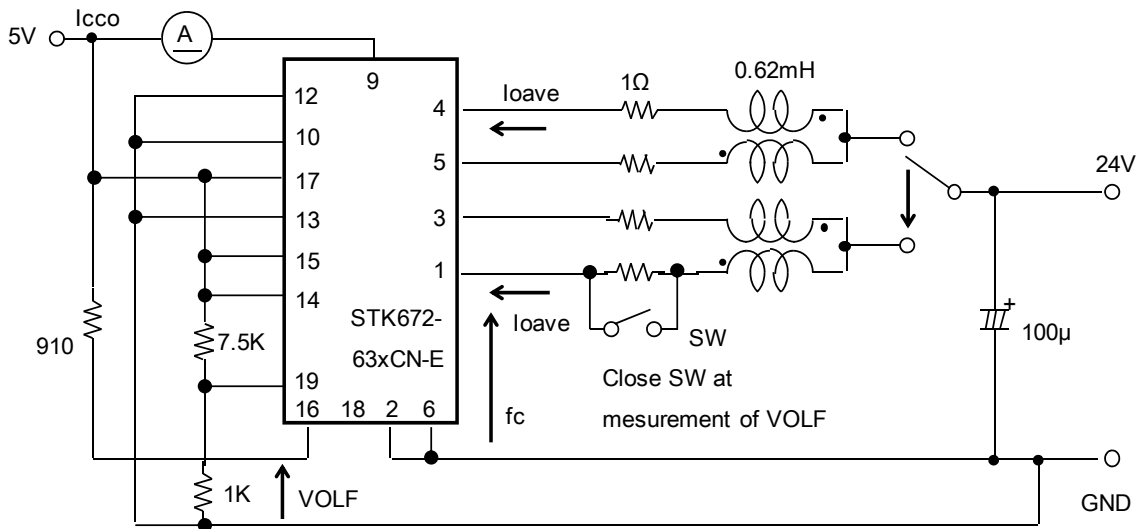 Icco
5V
A
9
12
10
17
13
15
14
19
16
18
2
6
4
5
3
1
STK672-
63xCN-E
Ioave
1Ω
0.62mH
24V
Ioave
SW
Close SW at
mesurement of VOLF
fc
+
100µ
910
7.5K
1K
VOLF
GND